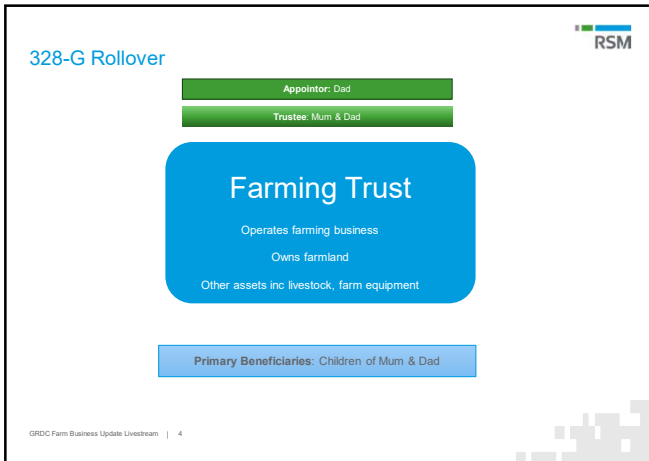 RSM
328-G Rollover
Appointor: Dad
Trustee: Mum & Dad
Farming Trust
Operates farming business
Owns farmland
Other assets inc livestock, farm equipment
Primary Beneficiaries: Children of Mum & Dad
GRDC Farm Business Update Livestream | 4